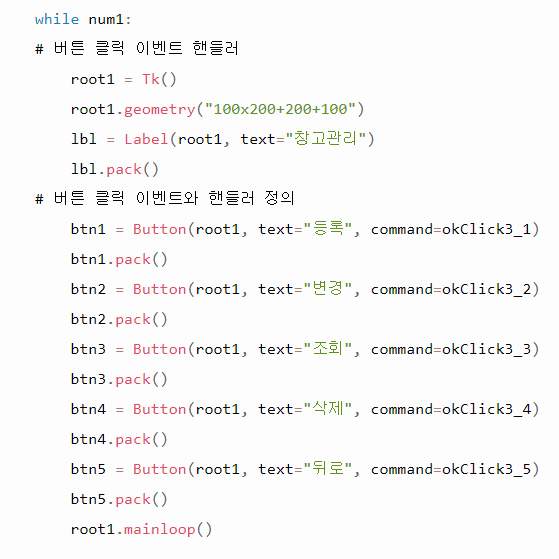 while num1:
# 버튼 클릭 이벤트 핸들러
    root1 = Tk()
    root1.geometry("100x200+200+100")
    lbl = Label(root1, text="창고관리")
    lbl.pack()
# 버튼 클릭 이벤트와 핸들러 정의
    btn1 = Button(root1, text="등록", command=okClick3_1)
    btn1.pack()
    btn2 = Button(root1, text="변경", command=okClick3_2)
    btn2.pack()
    btn3 = Button(root1, text="조회", command=okClick3_3)
    btn3.pack()
    btn4 = Button(root1, text="삭제", command=okClick3_4)
    btn4.pack()
    btn5 = Button(root1, text="뒤로", command=okClick3_5)
    btn5.pack()
    root1.mainloop()